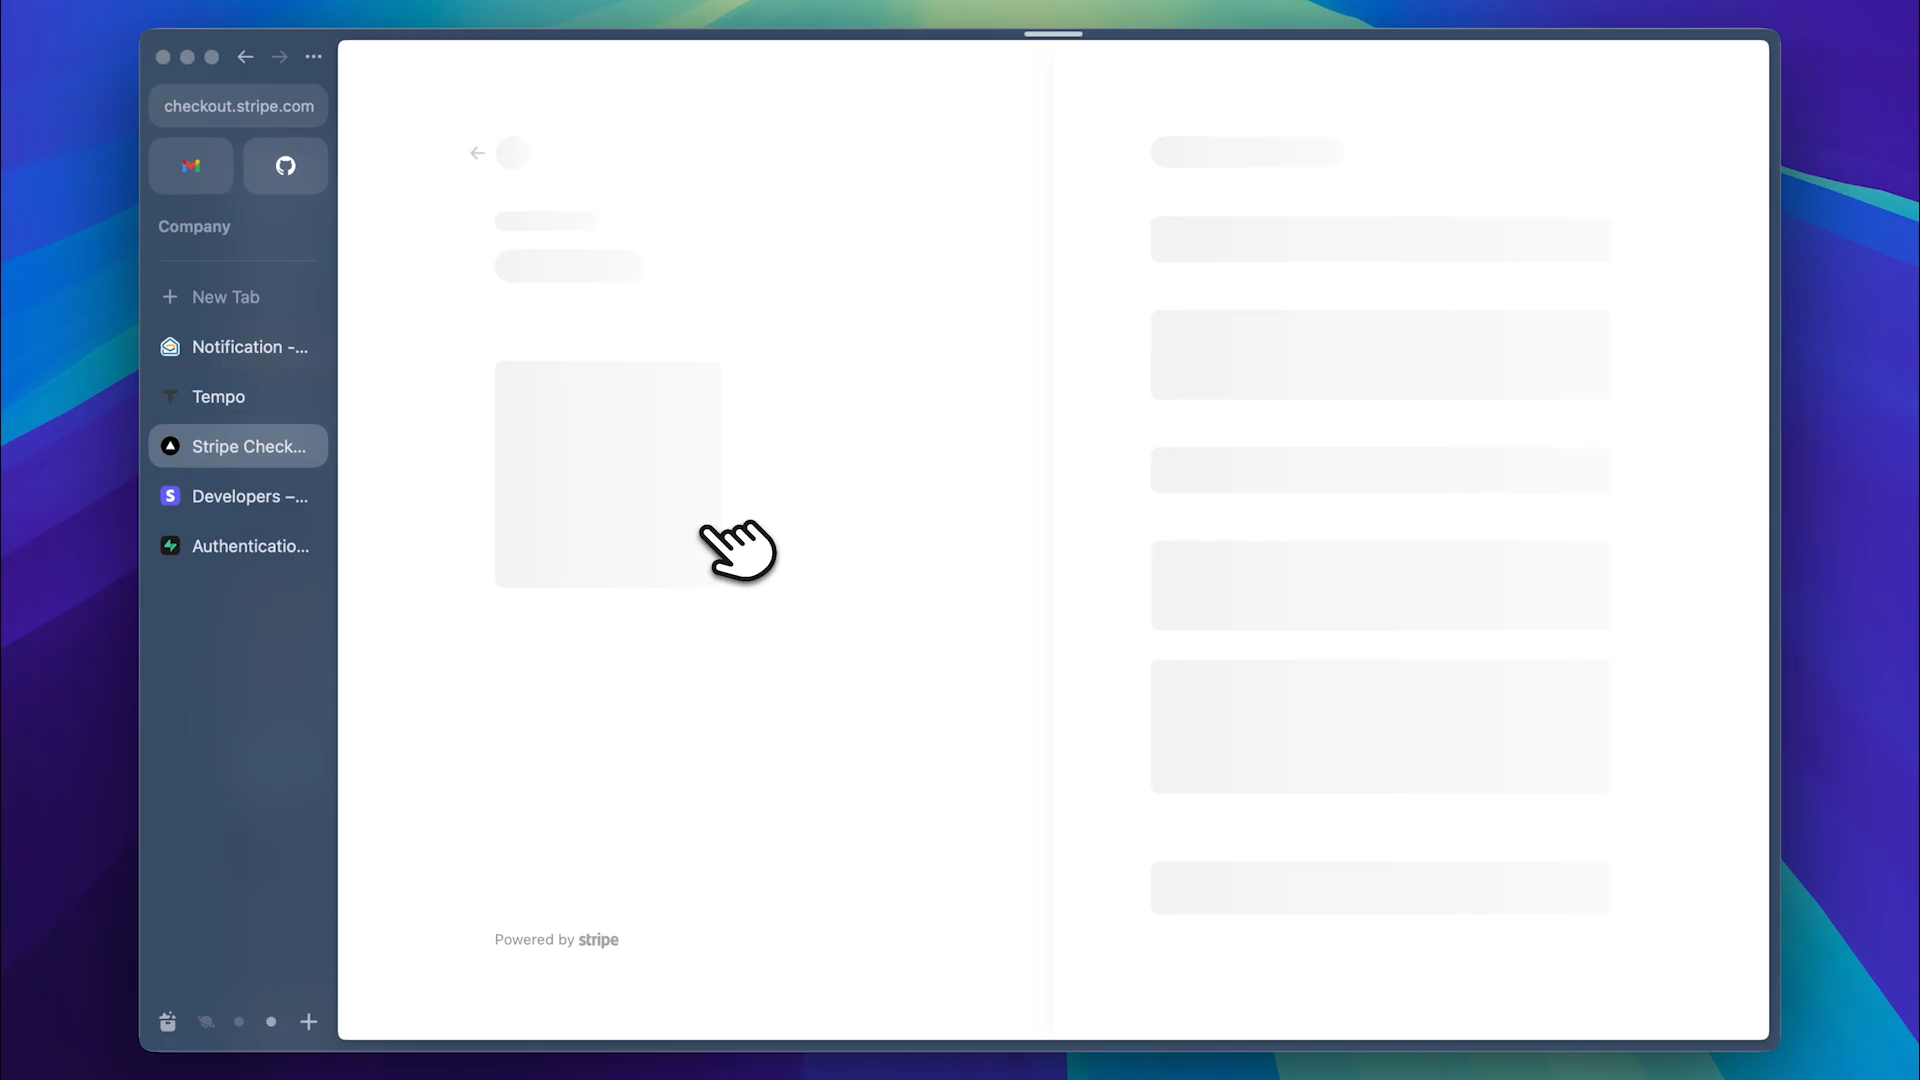 checkout.stripe.com
Company
New Tab
Notification -...
Tempo
Stripe Check...
Developers –...
Authenticatio...
Powered by stripe